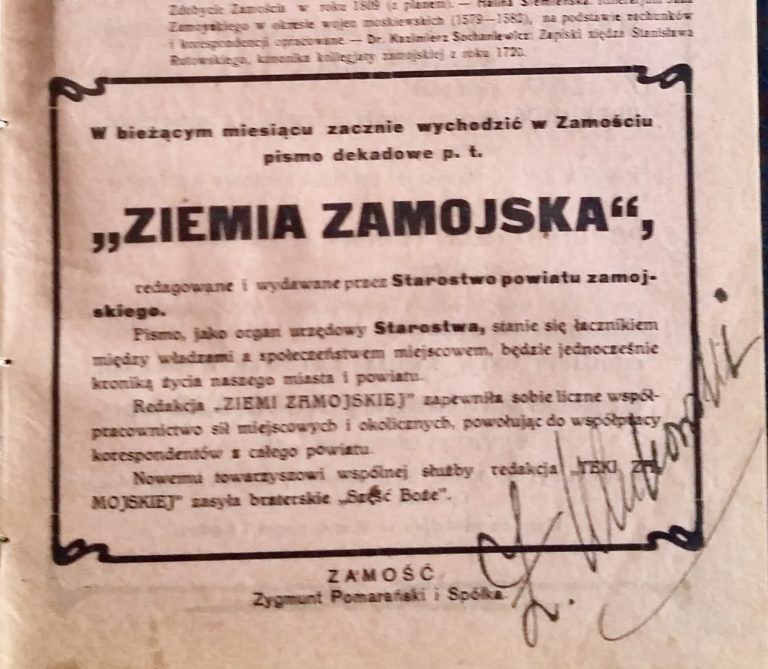 Zdobycie Zamościa w roku 1809 (z planem). — Halina Siemieńska:
Zamoyskiego w okresie wojen moskiewskich (1579—1582), na podstawie rachunków
i korespondencji opracowane. — Dr. Kazimierz Sochaniewicz: Zapiski księdza Stanisława
Rutowskiego, kanonika kollegjaty zamojskiej z roku 1720.
W bieżącym miesiącu zacznie wychodzić w Zamościu
pismo dekadowe p. t.
„ZIEMIA ZAMOJSKA“,
redagowane i wydawane przez Starostwo powiatu zamoj-
skiego.
Pismo, jako organ urzędowy Starostwa, stanie się łącznikiem
między władzami a społeczeństwem miejscowem, będzie jednocześnie
kroniką życia naszego miasta i powiatu.
Redakcja „ZIEMI ZAMOJSKIEJ” zapewniła sobie liczne współ-
pracownictwo sił miejscowych i okolicznych, powołując do współpracy
korespondentów z całego powiatu.
Nowemu towarzyszowi wspólnej służby redakcja „TEKI ZA-
MOJSKIEJ” zasyła braterskie „Szczęść Boże”.
ZAMOŚĆ
Zygmunt Pomarański i Spółka